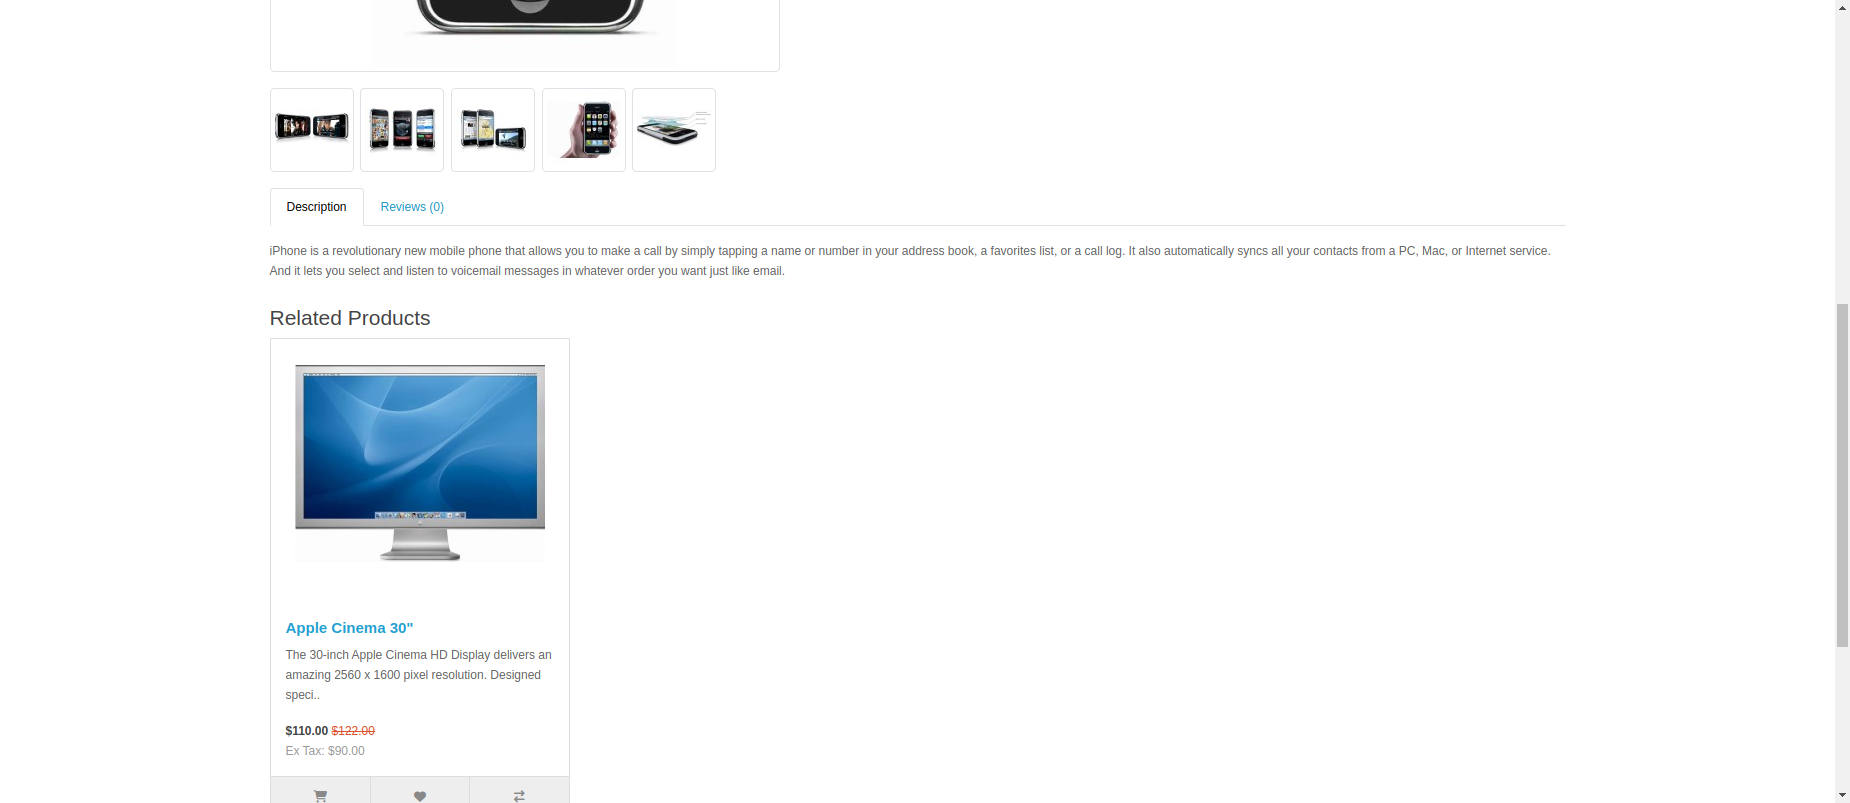 Description
Reviews (0)
iPhone is a revolutionary new mobile phone that allows you to make a call by simply tapping a name or number in your address book, a favorites list, or a call log. It also automatically syncs all your contacts from a PC, Mac, or Internet service.
And it lets you select and listen to voicemail messages in whatever order you want just like email.
Related Products
Apple Cinema 30"
The 30-inch Apple Cinema HD Display delivers an
amazing 2560 x 1600 pixel resolution. Designed
speci..
$110.00 $122.00
Ex Tax: $90.00